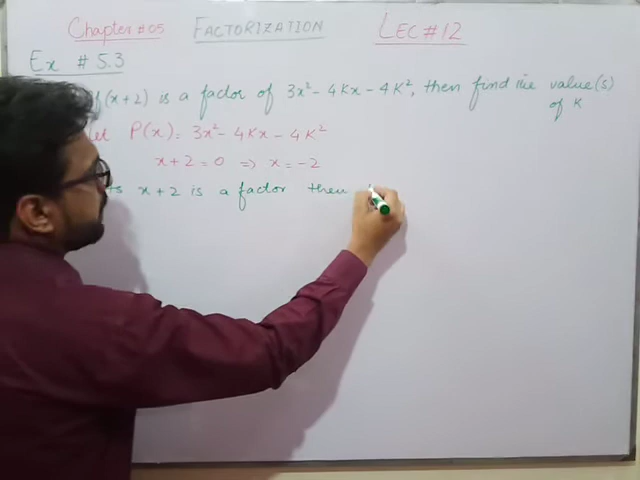 Chapter # 05 FACTORIZATION LEC # 12
Ex # 5.3
f (x+2) is a factor of 3x² - 4Kx - 4K², then find the value(s)
of K
let P(x) = 3x² - 4Kx - 4K²
x+2 = 0 ⇒ x = -2
x+2 is a factor then